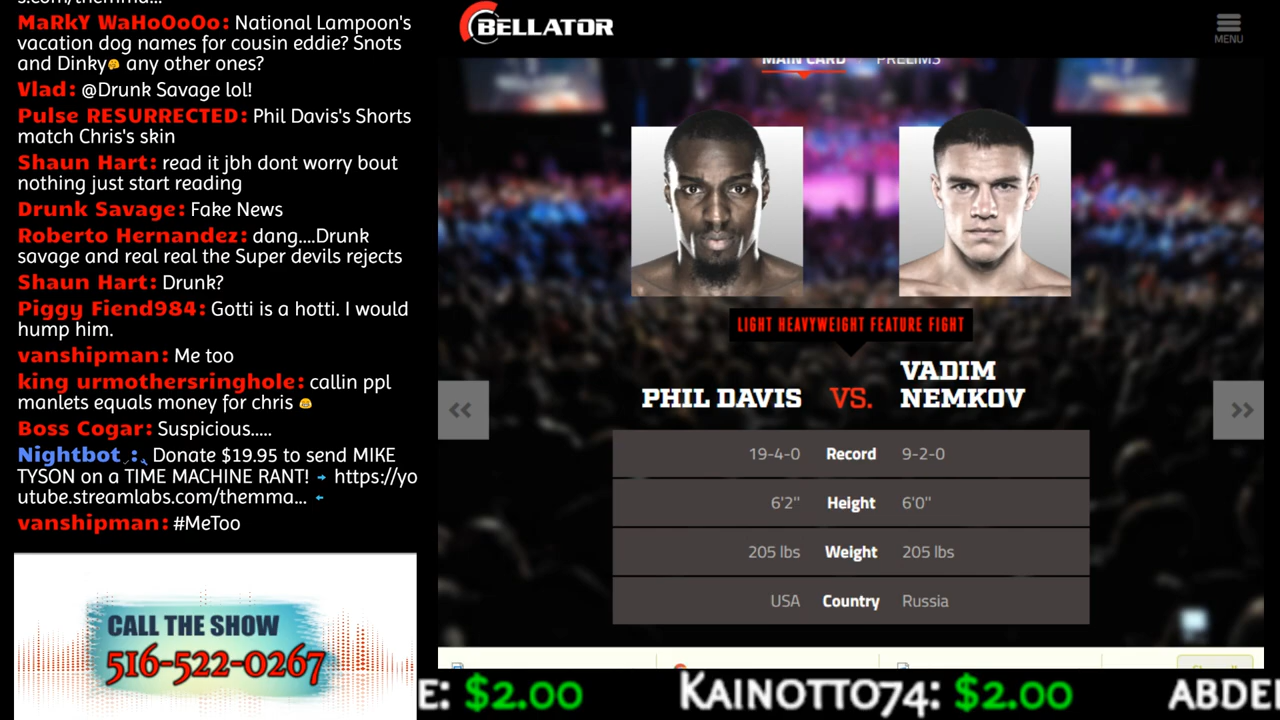 s.com/themma...
MaRkY WaHoOoOo: National Lampoon's
vacation dog names for cousin eddie? Snots
and Dinky any other ones?
Vlad: @Drunk Savage lol!
Pulse RESURRECTED: Phil Davis's Shorts
match Chris's skin
Shaun Hart: read it jbh dont worry bout
nothing just start reading
Drunk Savage: Fake News
Roberto Hernandez: dang....Drunk
savage and real real the Super devils rejects
Shaun Hart: Drunk?
Piggy Fiend984: Gotti is a hotti. I would
hump him.
vanshipman: Me too
king urmothersringhole: callin ppl
manlets equals money for chris
Boss Cogar: Suspicious.....
Nightbot : Donate $19.95 to send MIKE
TYSON on a TIME MACHINE RANT! → https://yo
utube.streamlabs.com/themma... ←
vanshipman: #MeToo
CALL THE SHOW
516-522-0267
BELLATOR
MENU
MAIN CARD / PRELIMS
LIGHT HEAVYWEIGHT FEATURE FIGHT
PHIL DAVIS VS. VADIM NEMKOV
19-4-0 Record 9-2-0
6'2" Height 6'0"
205 lbs Weight 205 lbs
USA Country Russia
E: $2.00 KAINOTTO74: $2.00 ABDE